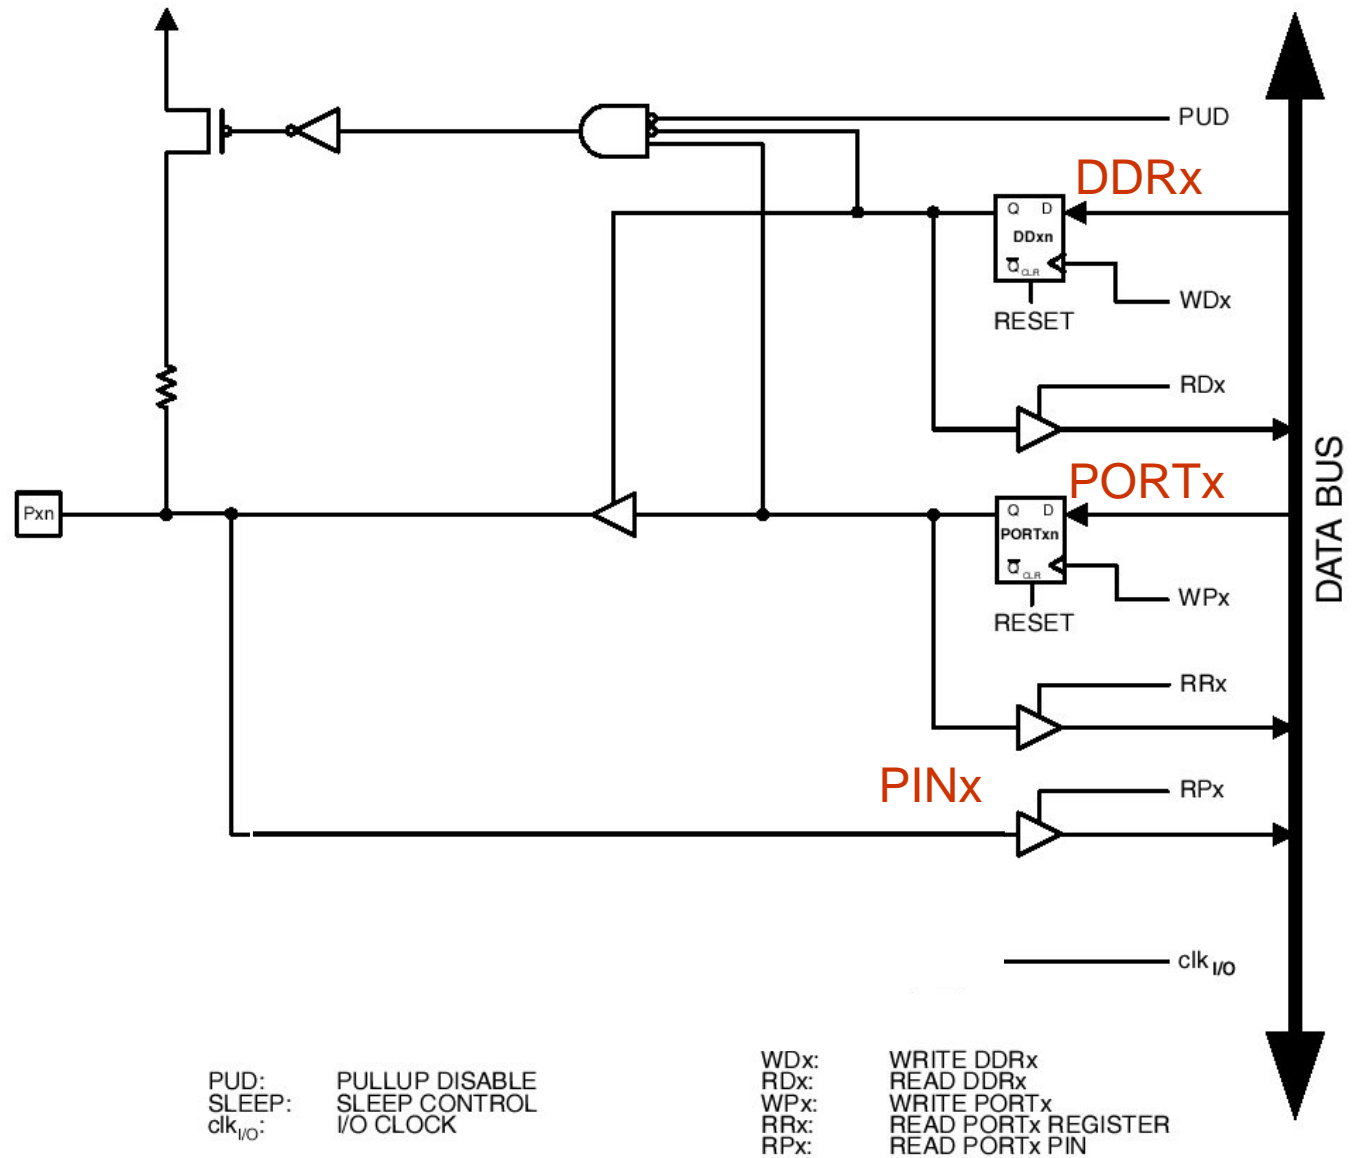 PUD
DDRx
Q D
DDxn
Q CLR
WDx
RESET
RDx
PORTx
Pxn
Q D
PORTxn
Q CLR
WPx
RESET
DATA BUS
RRx
PINx
RPx
clk I/O
PUD: PULLUP DISABLE
SLEEP: SLEEP CONTROL
clk I/O: I/O CLOCK
WDx: WRITE DDRx
RDx: READ DDRx
WPx: WRITE PORTx
RRx: READ PORTx REGISTER
RPx: READ PORTx PIN